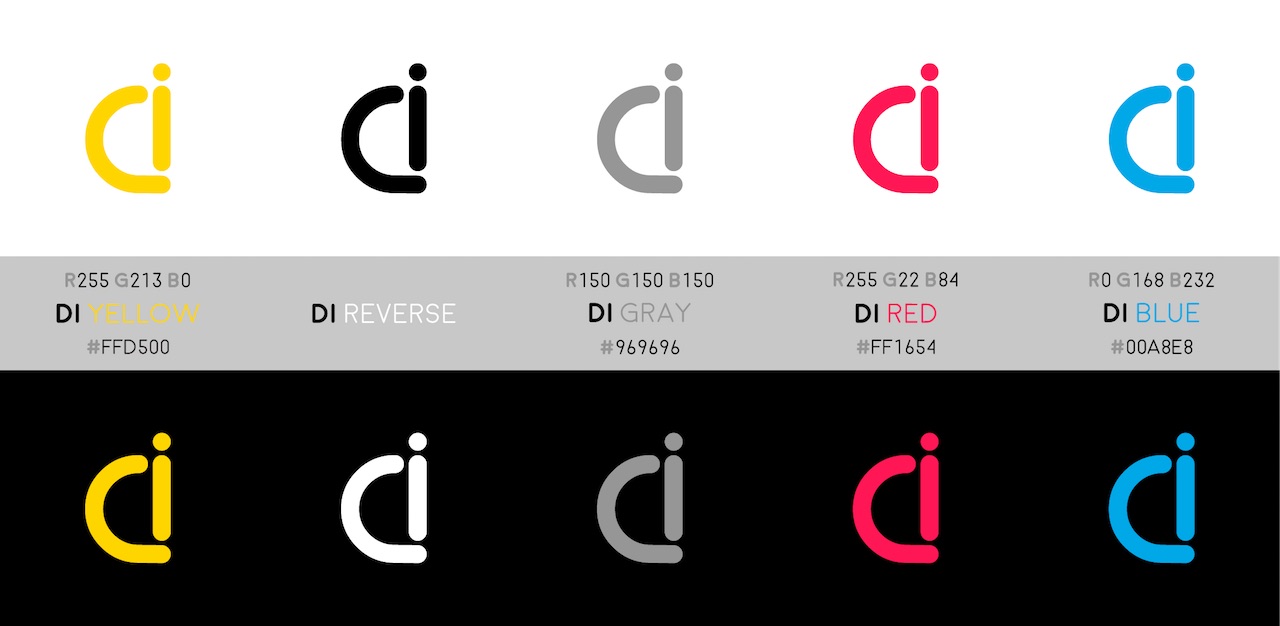 R255 G213 B0
DI YELLOW
#FFD500
DI REVERSE
R150 G150 B150
DI GRAY
#969696
R255 G22 B84
DI RED
#FF1654
R0 G168 B232
DI BLUE
#00A8E8